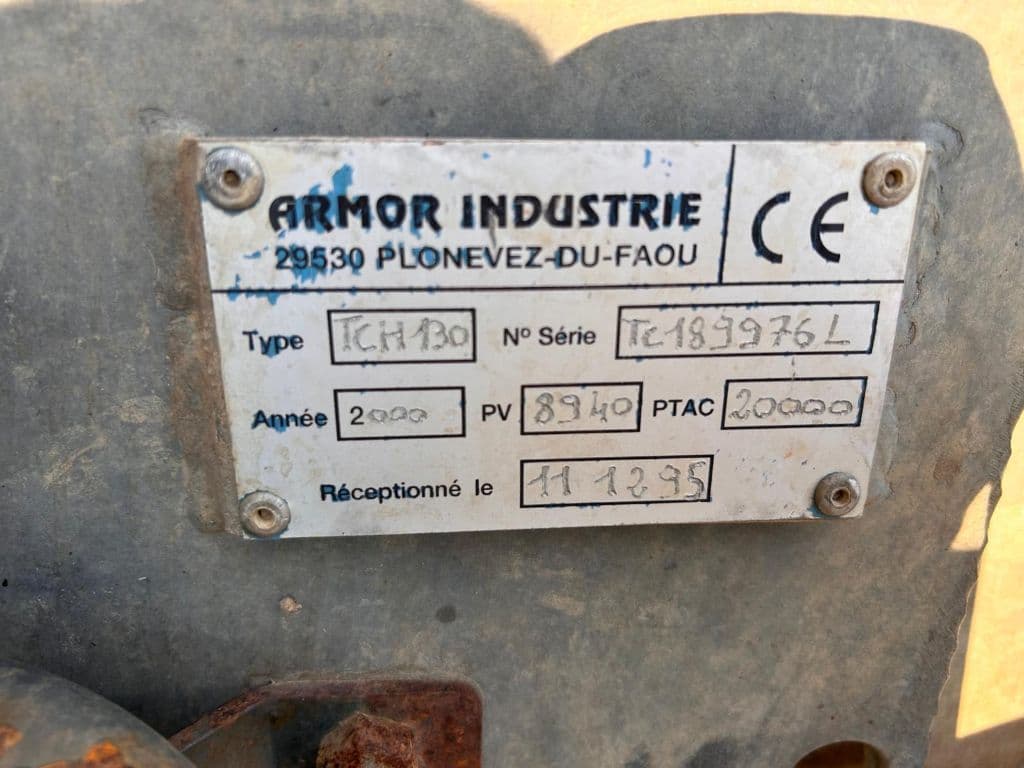 ARMOR INDUSTRIE
29530 PLONEVEZ-DU-FAOU
CE
Type TCH130 Nº Série TC189976L
Année 2000 PV 8940 PTAC 20000
Réceptionné le 11 12 95